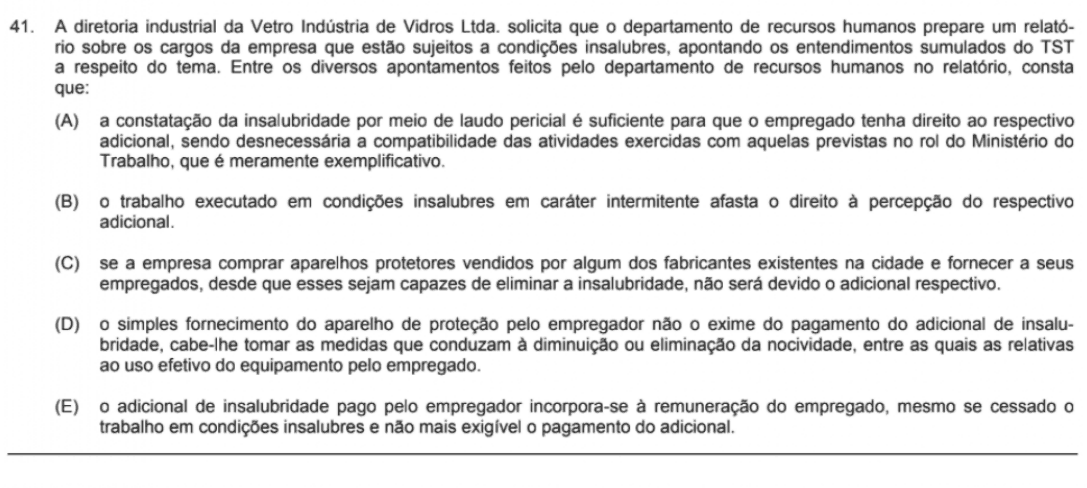 41. A diretoria industrial da Vetro Indústria de Vidros Ltda. solicita que o departamento de recursos humanos prepare um relató-
rio sobre os cargos da empresa que estão sujeitos a condições insalubres, apontando os entendimentos sumulados do TST
a respeito do tema. Entre os diversos apontamentos feitos pelo departamento de recursos humanos no relatório, consta
que:
(A) a constatação da insalubridade por meio de laudo pericial é suficiente para que o empregado tenha direito ao respectivo
adicional, sendo desnecessária a compatibilidade das atividades exercidas com aquelas previstas no rol do Ministério do
Trabalho, que é meramente exemplificativo.
(B) o trabalho executado em condições insalubres em caráter intermitente afasta o direito à percepção do respectivo
adicional.
(C) se a empresa comprar aparelhos protetores vendidos por algum dos fabricantes existentes na cidade e fornecer a seus
empregados, desde que esses sejam capazes de eliminar a insalubridade, não será devido o adicional respectivo.
(D) o simples fornecimento do aparelho de proteção pelo empregador não o exime do pagamento do adicional de insalu-
bridade, cabe-lhe tomar as medidas que conduzam à diminuição ou eliminação da nocividade, entre as quais as relativas
ao uso efetivo do equipamento pelo empregado.
(E) o adicional de insalubridade pago pelo empregador incorpora-se à remuneração do empregado, mesmo se cessado o
trabalho em condições insalubres e não mais exigível o pagamento do adicional.